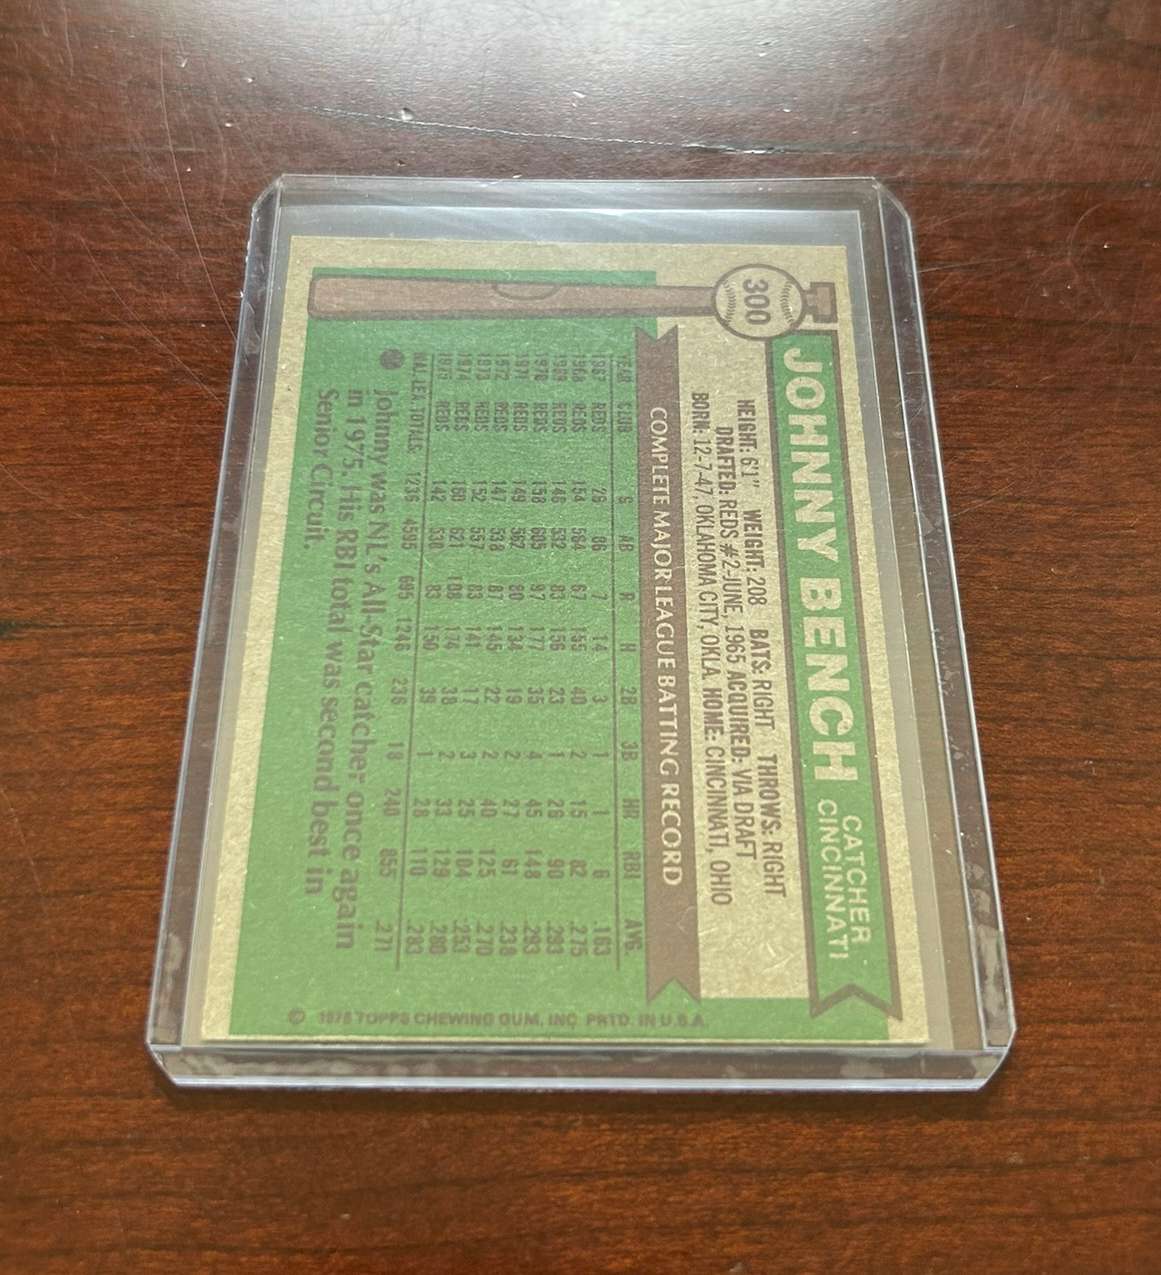 300
JOHNNY BENCH
CATCHER
CINCINNATI
HEIGHT: 6'1" WEIGHT: 208 BATS: RIGHT THROWS: RIGHT
DRAFTED: REDS #2-JUNE, 1965 ACQUIRED: VIA DRAFT
BORN: 12-7-47, OKLAHOMA CITY, OKLA. HOME: CINCINNATI, OHIO
COMPLETE MAJOR LEAGUE BATTING RECORD
YEAR CLUB G AB R H 2B 3B HR RBI AVG.
1967 REDS 26 86 7 14 3 1 1 6 .163
1968 REDS 154 564 67 155 40 2 15 82 .275
1969 REDS 148 532 83 156 23 1 26 90 .293
1970 REDS 158 605 97 177 35 4 45 148 .293
1971 REDS 149 562 80 134 19 2 27 61 .238
1972 REDS 147 538 87 145 22 2 40 125 .270
1973 REDS 152 557 83 141 17 3 25 104 .253
1974 REDS 160 621 108 174 38 2 33 129 .280
1975 REDS 142 530 83 150 39 1 28 110 .283
MAJ. LEA. TOTALS 1236 4595 695 1246 236 18 240 855 .271
Johnny was NL's All-Star catcher once again
in 1975. His RBI total was second best in
Senior Circuit.
© 1976 TOPPS CHEWING GUM, INC. PRTD. IN U.S.A.